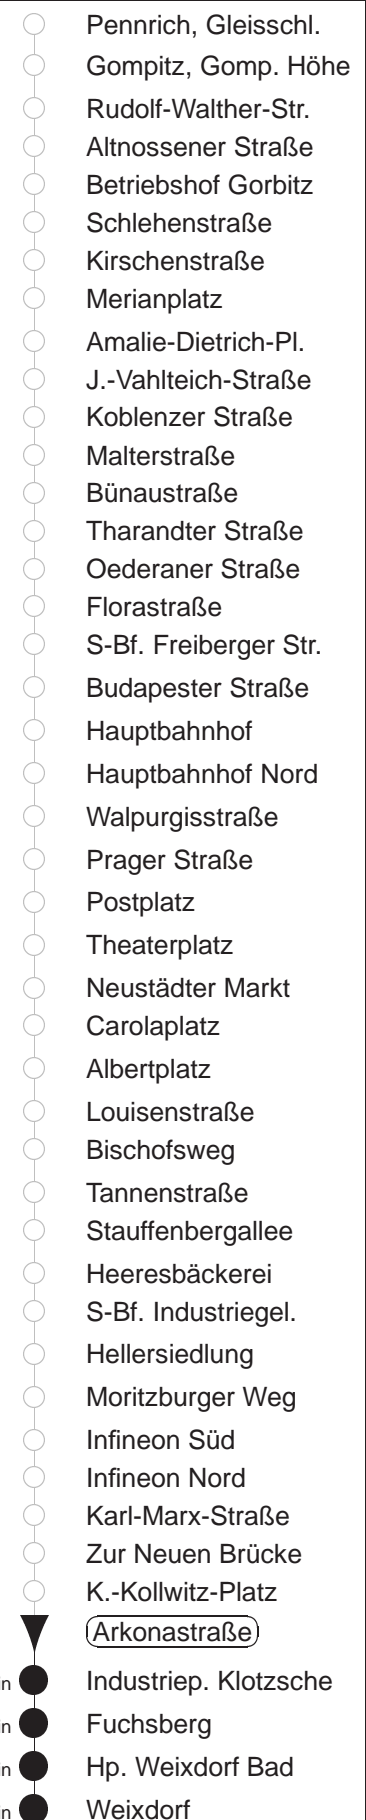 Pennrich, Gleisschl.
Gompitz, Gomp. Höhe
Rudolf-Walther-Str.
Altnossener Straße
Betriebshof Gorbitz
Schlehenstraße
Kirschenstraße
Merianplatz
Amalie-Dietrich-Pl.
J.-Vahlteich-Straße
Koblenzer Straße
Malterstraße
Bünaustraße
Tharandter Straße
Oederaner Straße
Florastraße
S-Bf. Freiberger Str.
Budapester Straße
Hauptbahnhof
Hauptbahnhof Nord
Walpurgisstraße
Prager Straße
Postplatz
Theaterplatz
Neustädter Markt
Carolaplatz
Albertplatz
Louisenstraße
Bischofsweg
Tannenstraße
Stauffenbergallee
Heeresbäckerei
S-Bf. Industriegel.
Hellersiedlung
Moritzburger Weg
Infineon Süd
Infineon Nord
Karl-Marx-Straße
Zur Neuen Brücke
K.-Kollwitz-Platz
Arkonastraße
Industriep. Klotzsche
Fuchsberg
Hp. Weixdorf Bad
Weixdorf